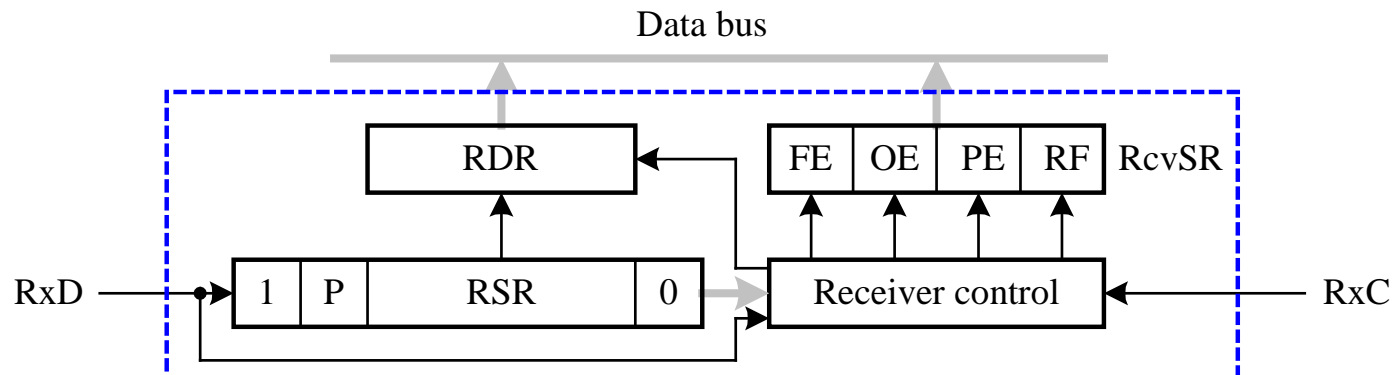 Data bus
RDR
FE OE PE RF RcvSR
RxD 1 P RSR 0 Receiver control RxC